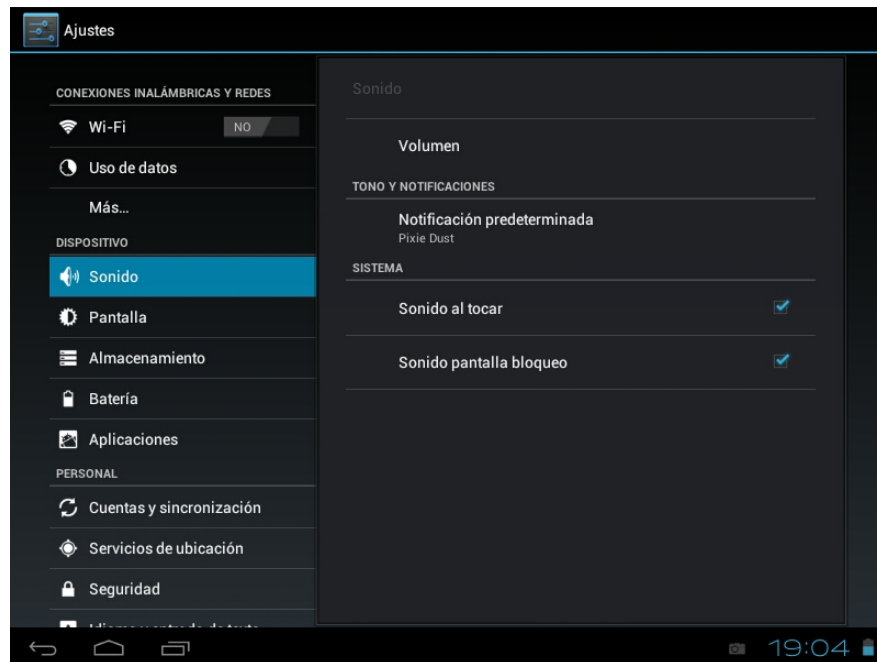 Ajustes
CONEXIONES INALÁMBRICAS Y REDES
Wi-Fi
NO
Uso de datos
Más...
DISPOSITIVO
Sonido
Pantalla
Almacenamiento
Batería
Aplicaciones
PERSONAL
Cuentas y sincronización
Servicios de ubicación
Seguridad
Sonido
Volumen
TONO Y NOTIFICACIONES
Notificación predeterminada
Pixie Dust
SISTEMA
Sonido al tocar
Sonido pantalla bloqueo
19:04